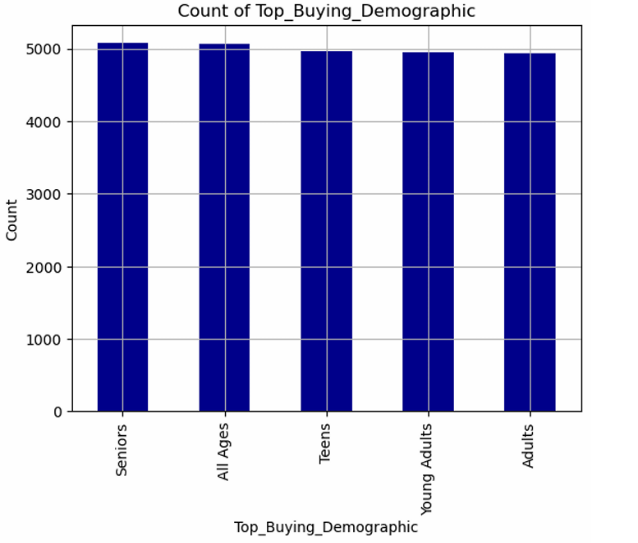 Count of Top_Buying_Demographic
Count
5000
4000
3000
2000
1000
0
Seniors
All Ages
Teens
Young Adults
Adults
Top_Buying_Demographic